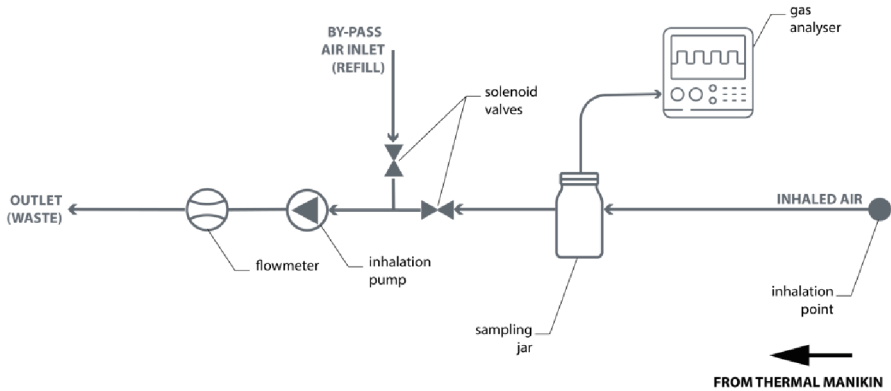 gas
analyser
BY-PASS
AIR INLET
(REFILL)
solenoid
valves
OUTLET
(WASTE)
INHALED AIR
flowmeter
inhalation
pump
inhalation
point
sampling
jar
FROM THERMAL MANIKIN